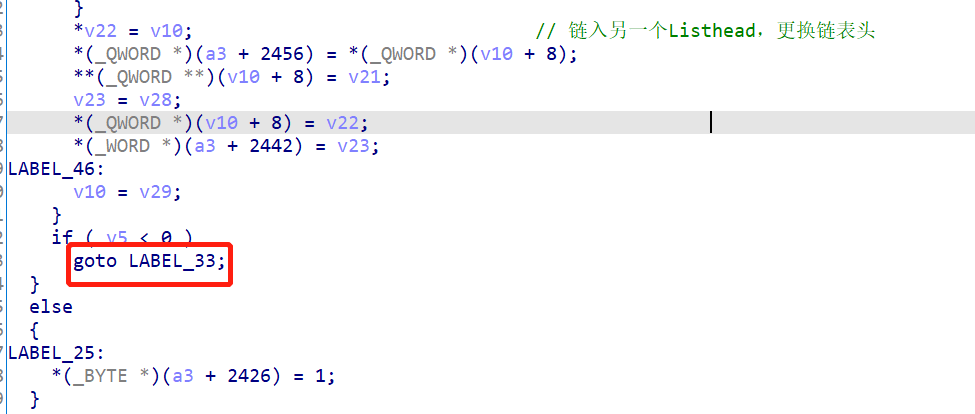 }
*v22 = v10; // 链入另一个Listhead，更换链表头
*(_QWORD *)(a3 + 2456) = *(_QWORD *)(v10 + 8);
**(_QWORD **)(v10 + 8) = v21;
v23 = v28;
*(_QWORD *)(v10 + 8) = v22;
*(_WORD *)(a3 + 2442) = v23;
LABEL_46:
v10 = v29;
}
if ( v5 < 0 )
goto LABEL_33;
}
else
{
LABEL_25:
*(_BYTE *)(a3 + 2426) = 1;
}